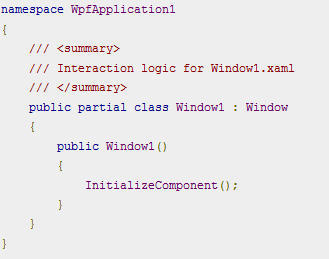 namespace WpfApplication1
{
    /// <summary>
    /// Interaction logic for Window1.xaml
    /// </summary>
    public partial class Window1 : Window
    {
        public Window1()
        {
            InitializeComponent();
        }
    }
}